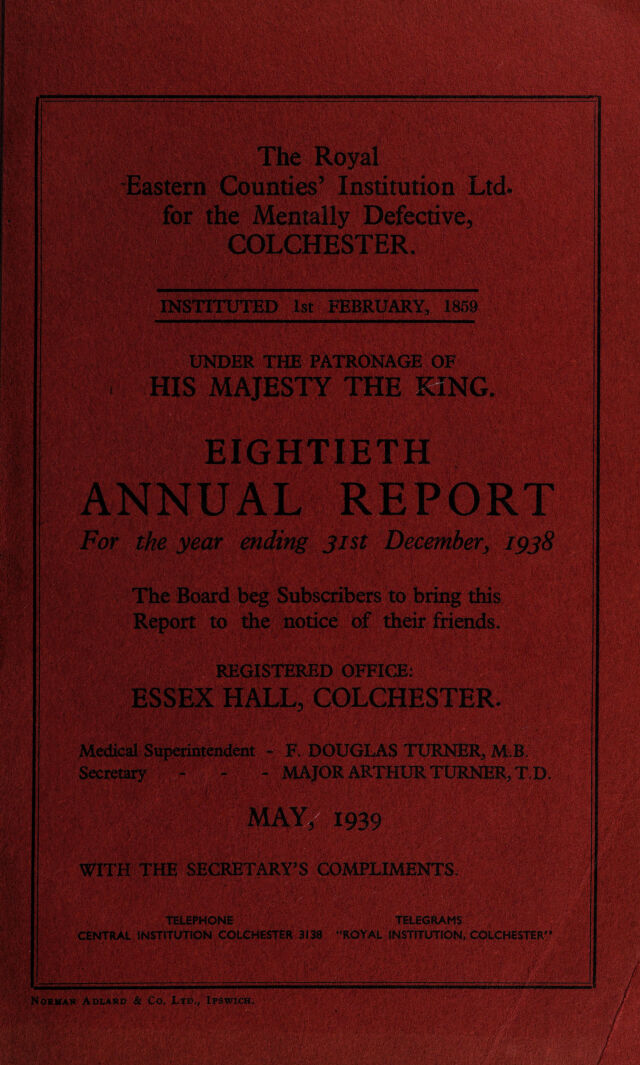 The Royal
Eastern Counties' Institution Ltd.
for the Mentally Defective,
COLCHESTER.
INSTITUTED 1st FEBRUARY, 1859
UNDER THE PATRONAGE OF
HIS MAJESTY THE KING.
EIGHTIETH
ANNUAL REPORT
For the year ending 31st December, 1938
The Board beg Subscribers to bring this
Report to the notice of their friends.
REGISTERED OFFICE:
ESSEX HALL, COLCHESTER.
Medical Superintendent - F. DOUGLAS TURNER, M.B.
Secretary - - - MAJOR ARTHUR TURNER, T.D.
MAY, 1939
WITH THE SECRETARY'S COMPLIMENTS.
TELEPHONE TELEGRAMS
CENTRAL INSTITUTION COLCHESTER 3138 "ROYAL INSTITUTION, COLCHESTER"
NORMAN ADLARD & CO. LTD., IPSWICH.